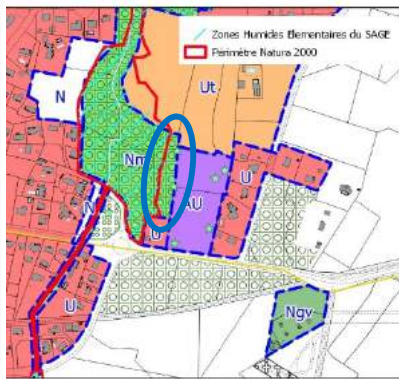 Zones Humides Elementaires du SAGE
Périmètre Natura 2000
N
Ut
Nm
U
AU
N
U
U
Ngv